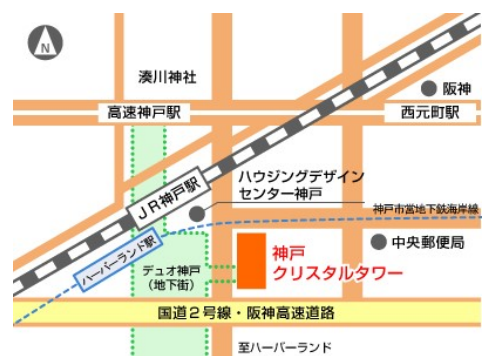 N
湊川神社
阪神
高速神戸駅
西元町駅
ハウジングデザイン
センター神戸
JR神戸駅
神戸市営地下鉄海岸線
ハーバーランド駅
中央郵便局
神戸
クリスタルタワー
デュオ神戸
(地下街)
国道2号線・阪神高速道路
至ハーバーランド